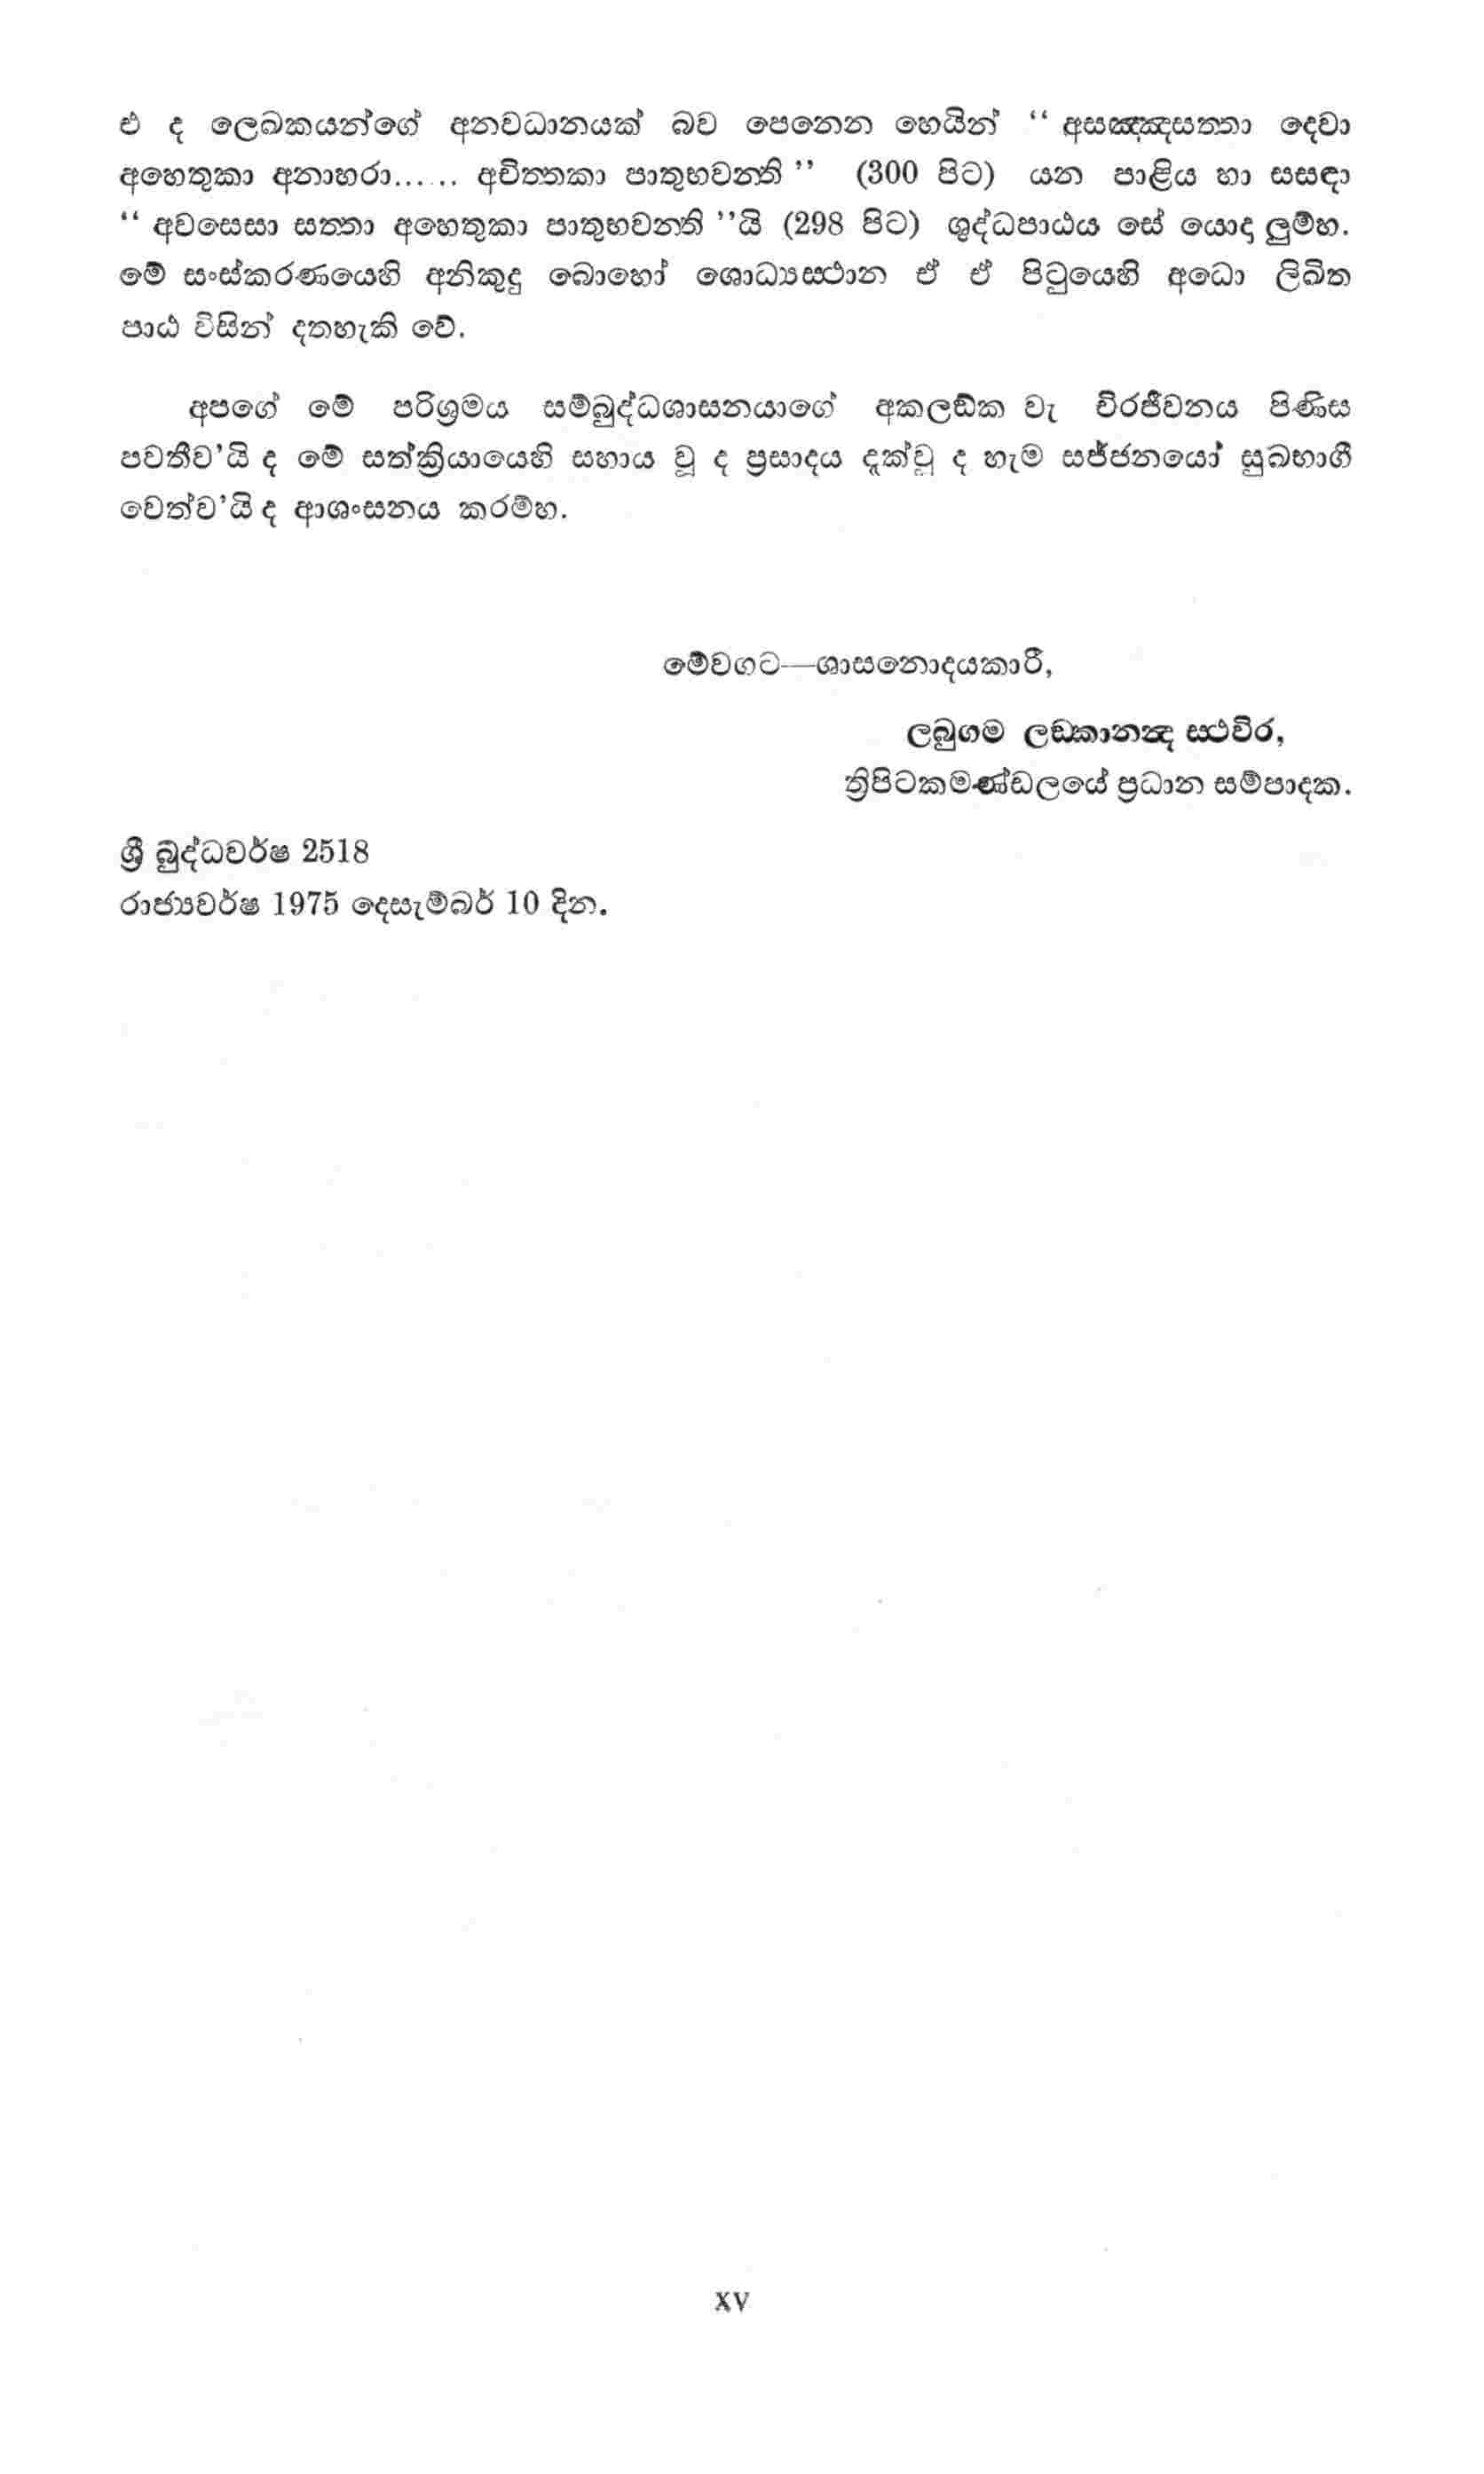 එ ද ලෙඛකයන්ගේ අනවධානයක් බව පෙනෙන හෙයින් “ අසඤ්ඤසත්තා දෙවා
අහෙතුකා අනාහරා...... අචිත්තකා පාතුභවන්ති ” (300 පිට) යන පාළිය හා සසඳා
“ අවසෙසා සත්තා අහෙතුකා පාතුභවන්ති ”යි (298 පිට) ශුද්ධපාඨය සේ යොදා ලුම්හ.
මේ සංස්කරණයෙහි අනිකුදු බොහෝ ශොධ්‍යස්ථාන ඒ ඒ පිටුයෙහි අධො ලිඛිත
පාඨ විසින් දතහැකි වේ.
අපගේ මේ පරිශ්‍රමය සම්බුද්ධශාසනයාගේ අකලඞ්ක වැ චිරජීවනය පිණිස
පවතීව’යි ද මේ සත්ක්‍රියායෙහි සහාය වූ ද ප්‍රසාදය දැක්වූ ද හැම සජ්ජනයෝ සුඛභාගී
වෙත්ව’යි ද ආශංසනය කරම්හ.
මේවගට—ශාසනොදයකාරී,
ලබුගම ලඞ්කානන්ද ස්ථවිර,
ත්‍රිපිටකමණ්ඩලයේ ප්‍රධාන සම්පාදක.
ශ්‍රී බුද්ධවර්ෂ 2518
රාජ්‍යවර්ෂ 1975 දෙසැම්බර් 10 දින.
xv